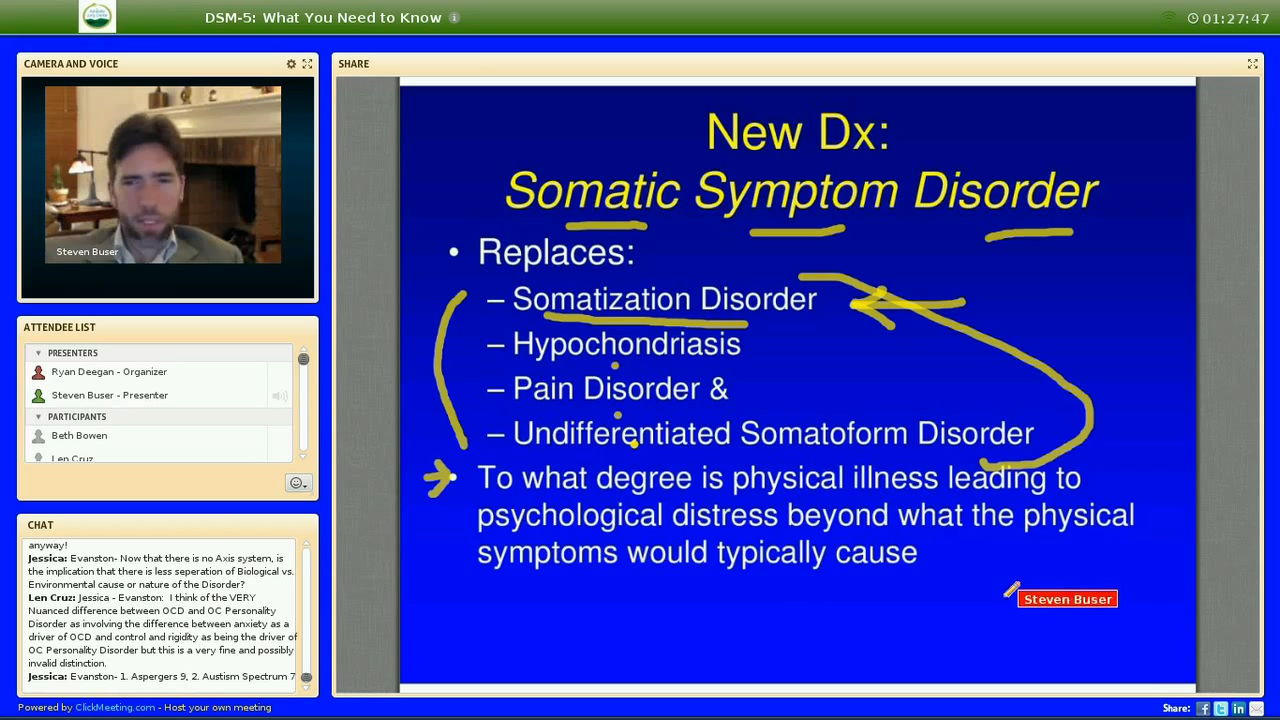 DSM-5: What You Need to Know
01:27:47
CAMERA AND VOICE
Steven Buser
ATTENDEE LIST
PRESENTERS
Ryan Deegan - Organizer
Steven Buser - Presenter
PARTICIPANTS
Beth Bowen
Len Cruz
CHAT
anyway!
Jessica: Evanston- Now that there is no Axis system, is
the implication that there is less seperation of Biological vs.
Environmental cause or nature of the Disorder?
Len Cruz: Jessica - Evanston: I think of the VERY
Nuanced difference between OCD and OC Personality
Disorder as involving the difference between anxiety as a
driver of OCD and control and rigidity as being the driver of
OC Personality Disorder but this is a very fine and possibly
invalid distinction.
Jessica: Evanston- 1. Aspergers 9, 2. Autism Spectrum 7
SHARE
New Dx:
Somatic Symptom Disorder
• Replaces:
– Somatization Disorder
– Hypochondriasis
– Pain Disorder &
– Undifferentiated Somatoform Disorder
• To what degree is physical illness leading to
psychological distress beyond what the physical
symptoms would typically cause
Steven Buser
Powered by ClickMeeting.com - Host your own meeting
Share: